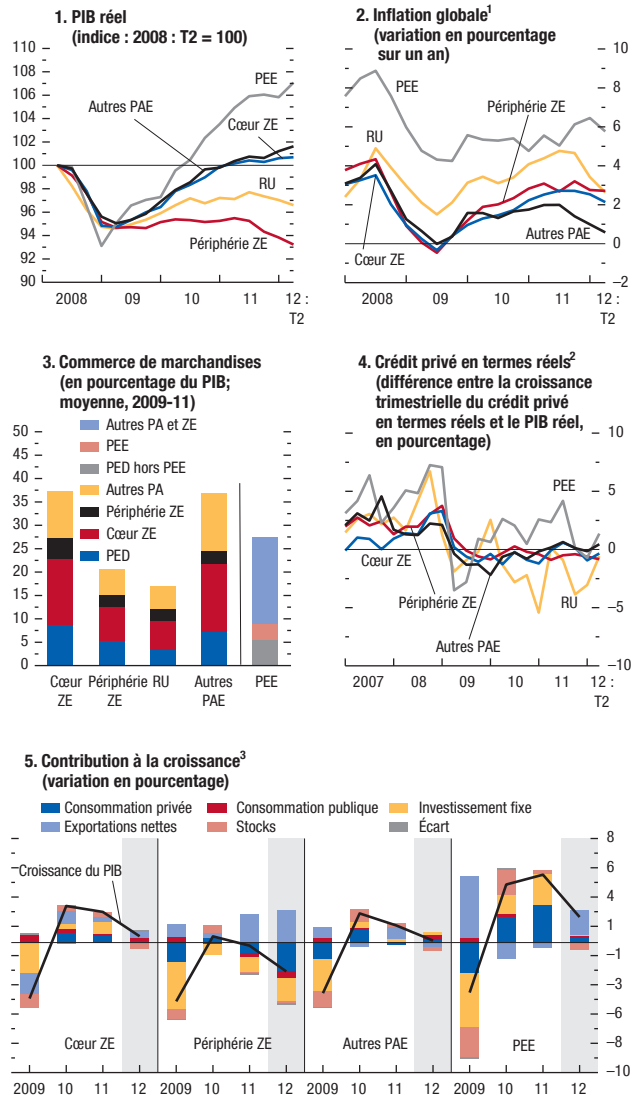 1. PIB réel
(indice : 2008 : T2 = 100)
110
108
106
104
102
100
98
96
94
92
90
PEE
Autres PAE
Cœur ZE
RU
Périphérie ZE
2008 09 10 11 12 :
T2
2. Inflation globale¹
(variation en pourcentage
sur un an)
10
8
6
4
2
0
–2
PEE
Périphérie ZE
RU
Cœur ZE
Autres PAE
2008 09 10 11 12 :
T2
3. Commerce de marchandises
(en pourcentage du PIB;
moyenne, 2009-11)
50
45
40
35
30
25
20
15
10
5
0
Autres PA et ZE
PEE
PED hors PEE
Autres PA
Périphérie ZE
Cœur ZE
PED
Cœur Périphérie RU Autres PEE
ZE ZE PAE
4. Crédit privé en termes réels²
(différence entre la croissance
trimestrielle du crédit privé
en termes réels et le PIB réel,
en pourcentage)
10
5
0
–5
–10
PEE
Cœur ZE
Périphérie ZE
RU
Autres PAE
2007 08 09 10 11 12 :
T2
5. Contribution à la croissance³
(variation en pourcentage)
Consommation privée Consommation publique Investissement fixe
Exportations nettes Stocks Écart
8
6
4
2
–1
–3
–4
–6
–8
–10
Croissance du PIB
Cœur ZE Périphérie ZE Autres PAE PEE
2009 10 11 12 2009 10 11 12 2009 10 11 12 2009 10 11 12